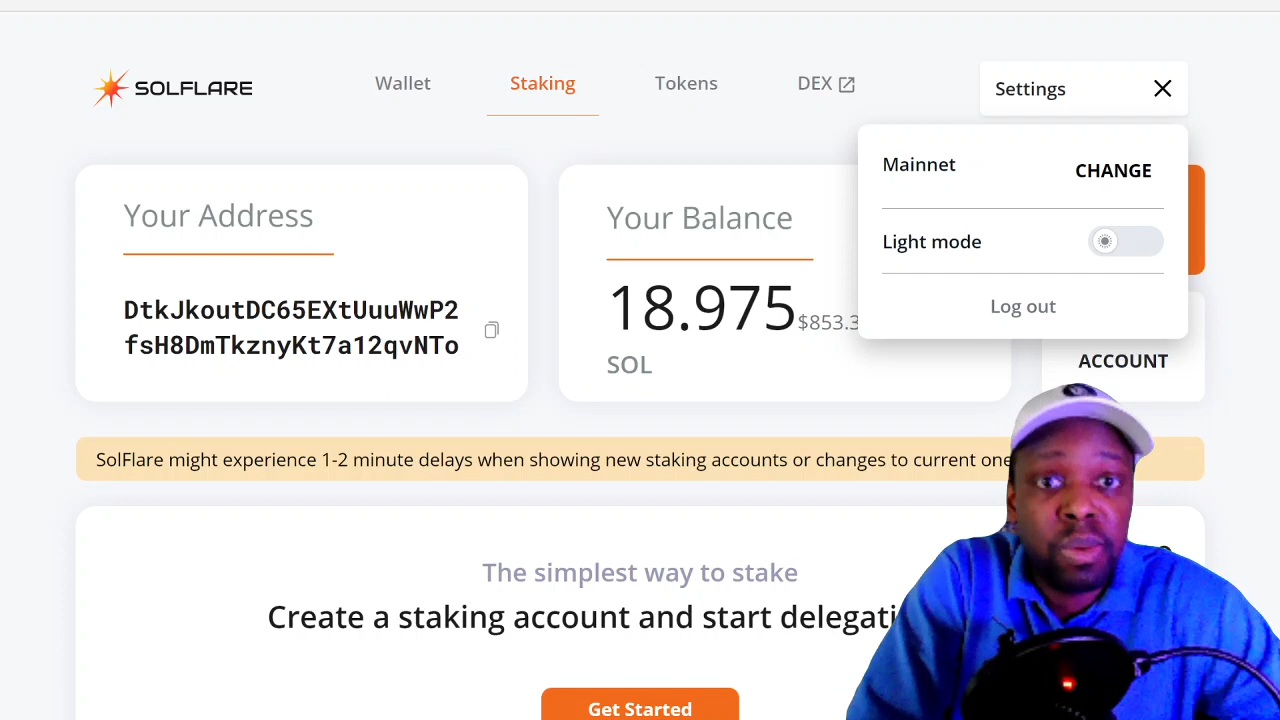 SOLFLARE
Wallet
Staking
Tokens
DEX
Settings
Mainnet
CHANGE
Light mode
Log out
Your Address
DtkJkoutDC65EXtUuuWwP2
fsH8DmTkznyKt7a12qvNTo
Your Balance
18.975 $853.3
SOL
ACCOUNT
SolFlare might experience 1-2 minute delays when showing new staking accounts or changes to current one
The simplest way to stake
Create a staking account and start delegati
Get Started